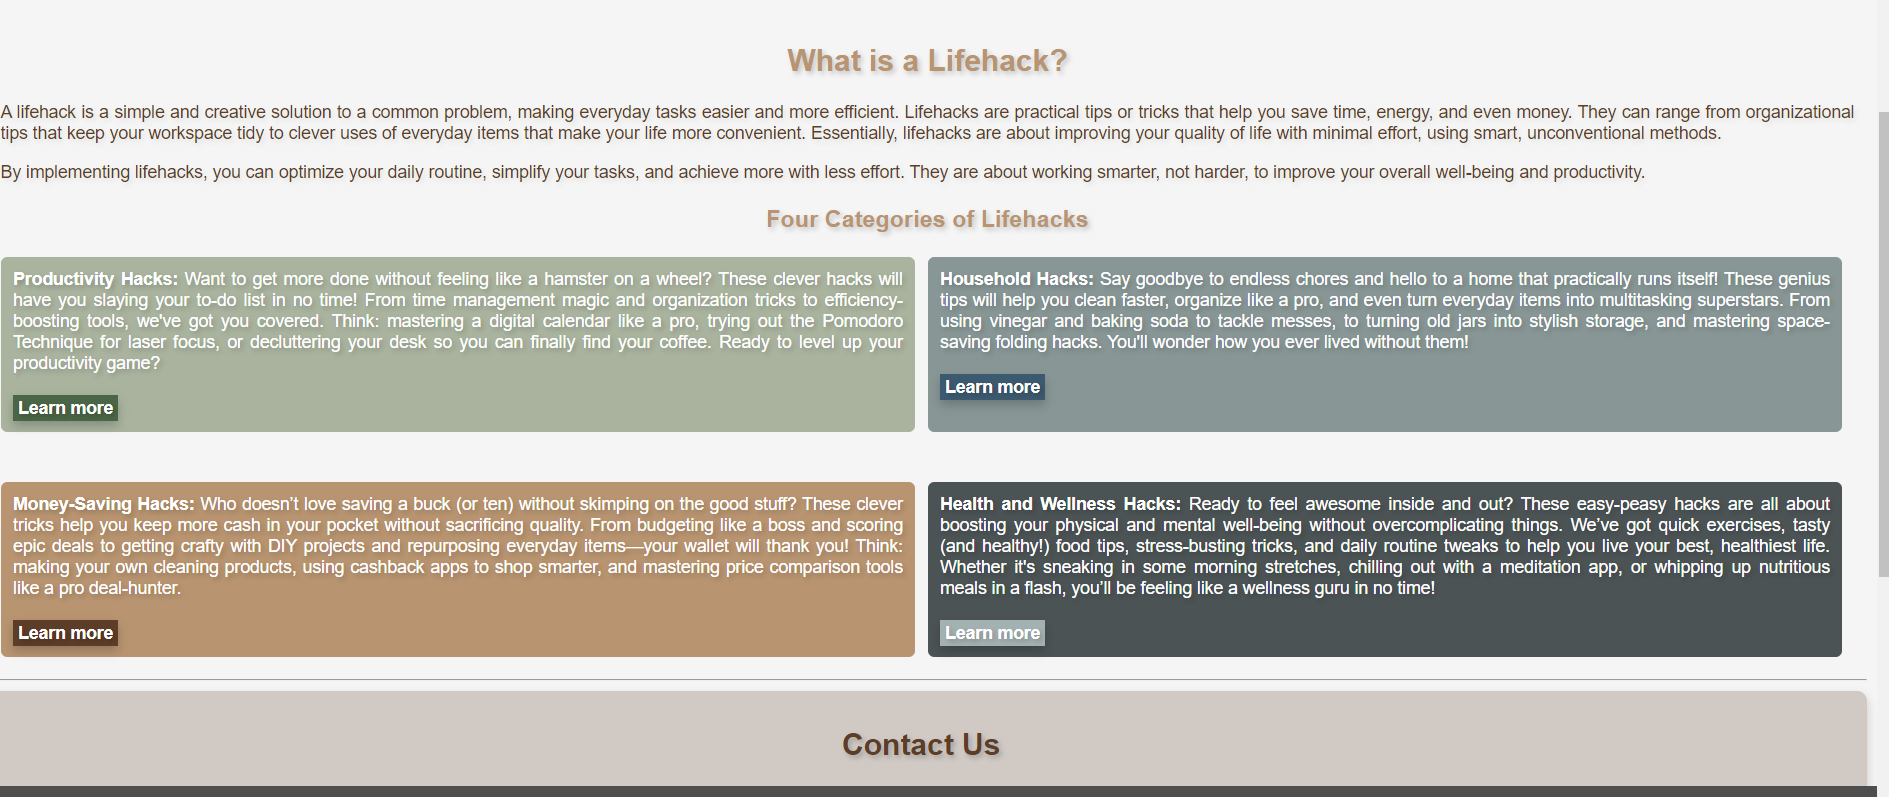 What is a Lifehack?
A lifehack is a simple and creative solution to a common problem, making everyday tasks easier and more efficient. Lifehacks are practical tips or tricks that help you save time, energy, and even money. They can range from organizational
tips that keep your workspace tidy to clever uses of everyday items that make your life more convenient. Essentially, lifehacks are about improving your quality of life with minimal effort, using smart, unconventional methods.
By implementing lifehacks, you can optimize your daily routine, simplify your tasks, and achieve more with less effort. They are about working smarter, not harder, to improve your overall well-being and productivity.
Four Categories of Lifehacks
Productivity Hacks: Want to get more done without feeling like a hamster on a wheel? These clever hacks will
have you slaying your to-do list in no time! From time management magic and organization tricks to efficiency-
boosting tools, we've got you covered. Think: mastering a digital calendar like a pro, trying out the Pomodoro
Technique for laser focus, or decluttering your desk so you can finally find your coffee. Ready to level up your
productivity game?
Learn more
Household Hacks: Say goodbye to endless chores and hello to a home that practically runs itself! These genius
tips will help you clean faster, organize like a pro, and even turn everyday items into multitasking superstars. From
using vinegar and baking soda to tackle messes, to turning old jars into stylish storage, and mastering space-
saving folding hacks. You'll wonder how you ever lived without them!
Learn more
Money-Saving Hacks: Who doesn’t love saving a buck (or ten) without skimping on the good stuff? These clever
tricks help you keep more cash in your pocket without sacrificing quality. From budgeting like a boss and scoring
epic deals to getting crafty with DIY projects and repurposing everyday items—your wallet will thank you! Think:
making your own cleaning products, using cashback apps to shop smarter, and mastering price comparison tools
like a pro deal-hunter.
Learn more
Health and Wellness Hacks: Ready to feel awesome inside and out? These easy-peasy hacks are all about
boosting your physical and mental well-being without overcomplicating things. We’ve got quick exercises, tasty
(and healthy!) food tips, stress-busting tricks, and daily routine tweaks to help you live your best, healthiest life.
Whether it's sneaking in some morning stretches, chilling out with a meditation app, or whipping up nutritious
meals in a flash, you’ll be feeling like a wellness guru in no time!
Learn more
Contact Us